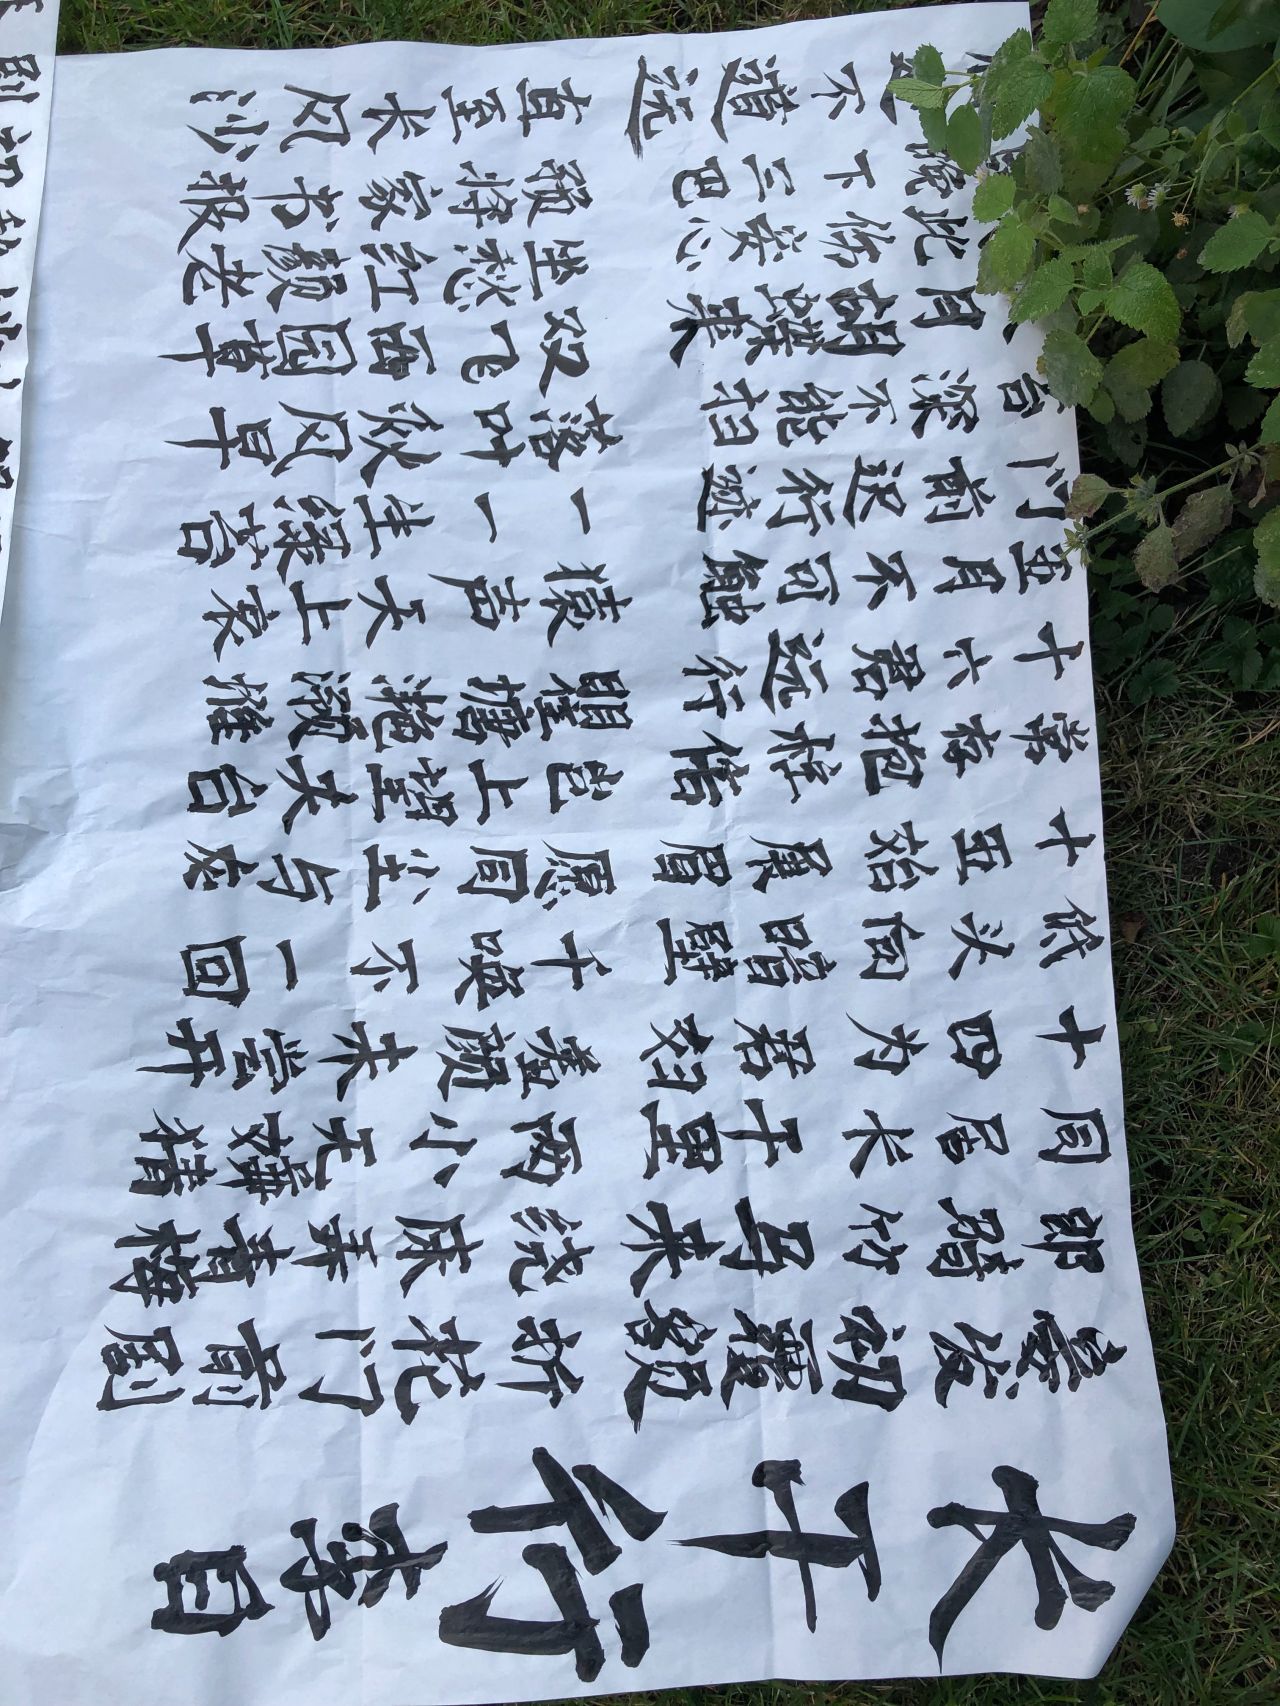 长干行 李白
妾发初覆额 折花门前剧
郎骑竹马来 绕床弄青梅
同居长干里 两小无嫌猜
十四为君妇 羞颜未尝开
低头向暗壁 千唤不一回
十五始展眉 愿同尘与灰
常存抱柱信 岂上望夫台
十六君远行 瞿塘滟滪堆
五月不可触 猿声天上哀
门前迟行迹 一一生绿苔
苔深不能扫 落叶秋风早
月胡蝶来 双飞西园草
此伤妾心 坐愁红颜老
晚下三巴 预将家书报
不道远 直至长风沙